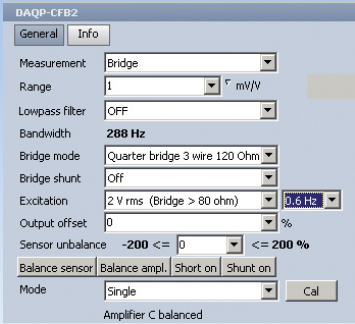 DAQP-CFB2
General Info
Measurement Bridge
Range 1 mV/V
Lowpass filter OFF
Bandwidth 288 Hz
Bridge mode Quarter bridge 3 wire 120 Ohm
Bridge shunt Off
Excitation 2 V rms (Bridge > 80 ohm) 0.6 Hz
Output offset 0 %
Sensor unbalance -200 <= 0 <= 200 %
Balance sensor Balance ampl. Short on Shunt on
Mode Single Cal
Amplifier C balanced